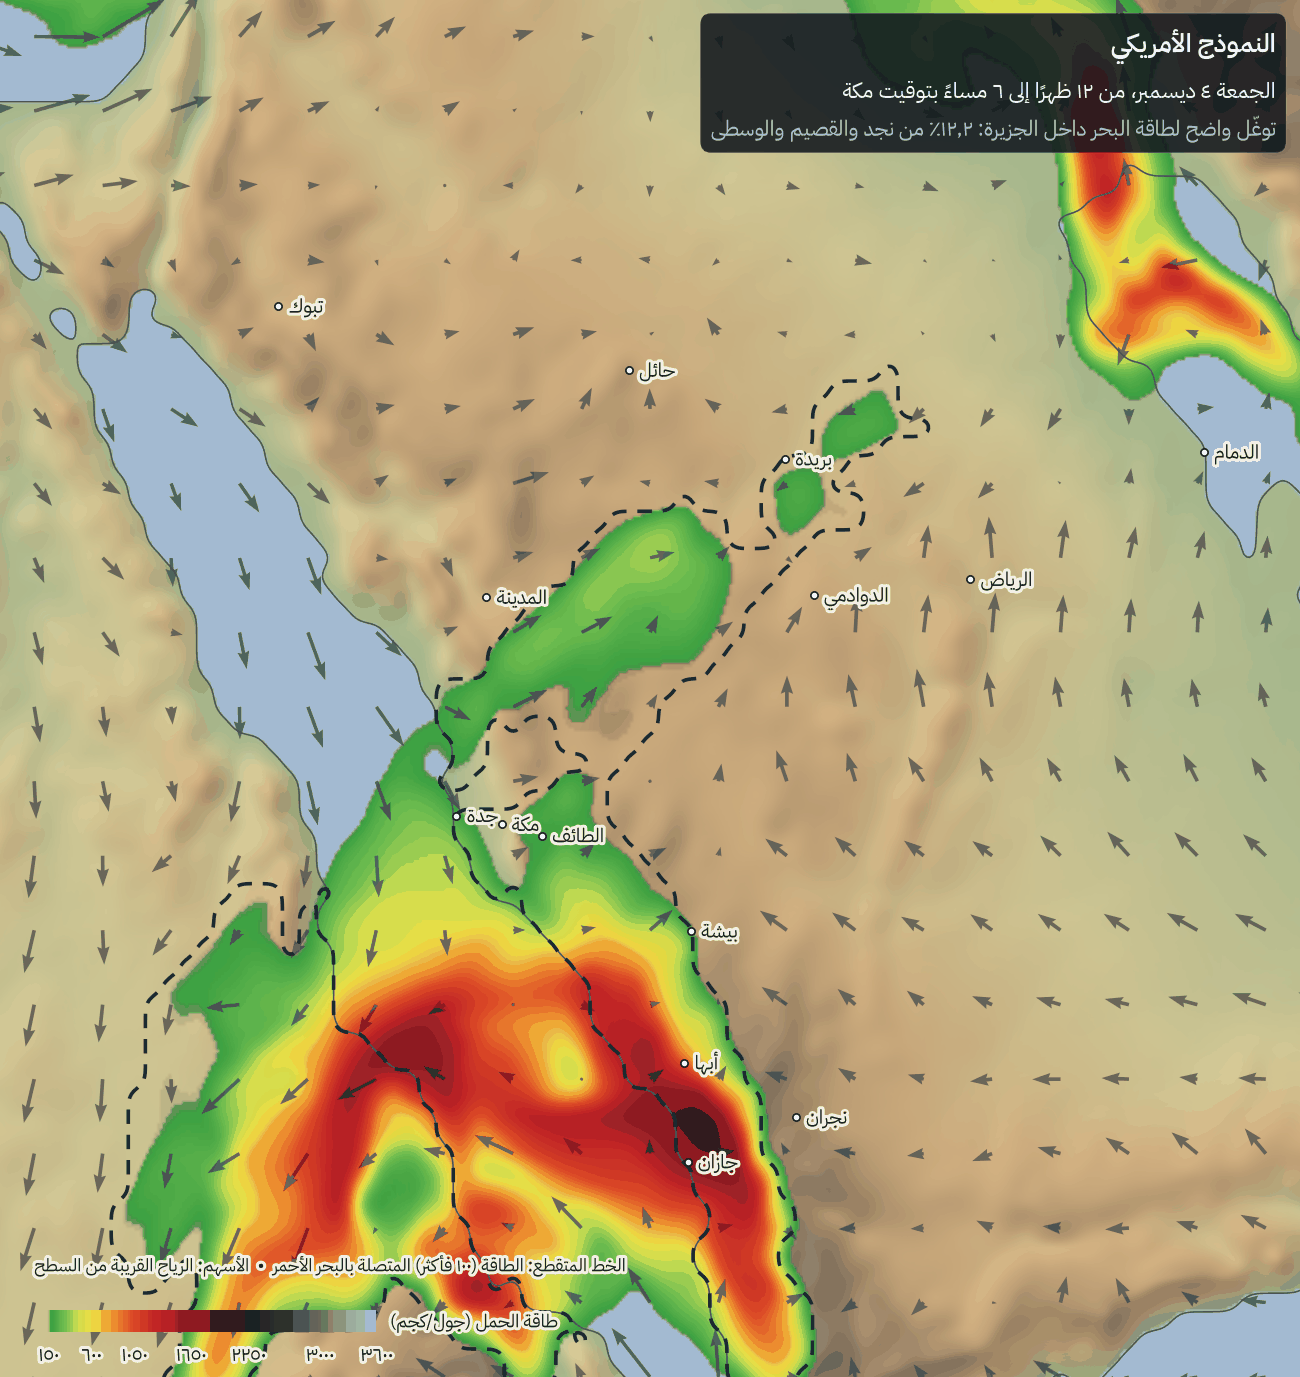 النموذج الأمريكي
الجمعة ٤ ديسمبر، من ١٢ ظهرًا إلى ٦ مساءً بتوقيت مكة
توغّل واضح لطاقة البحر داخل الجزيرة: ١٢,٢٪ من نجد والقصيم والوسطى
تبوك
حائل
بريدة
الدمام
المدينة
الدوادمي
الرياض
جدة
مكة
الطائف
بيشة
أبها
نجران
جازان
الخط المتقطع: الطاقة (١٠ فأكثر) المتصلة بالبحر الأحمر • الأسهم: الرياح القريبة من السطح
طاقة الحمل (جول/كجم)
١٥٠ ٦٠٠ ١٠٥٠ ١٦٥٠ ٢٢٥٠ ٣٠٠٠ ٣٦٠٠